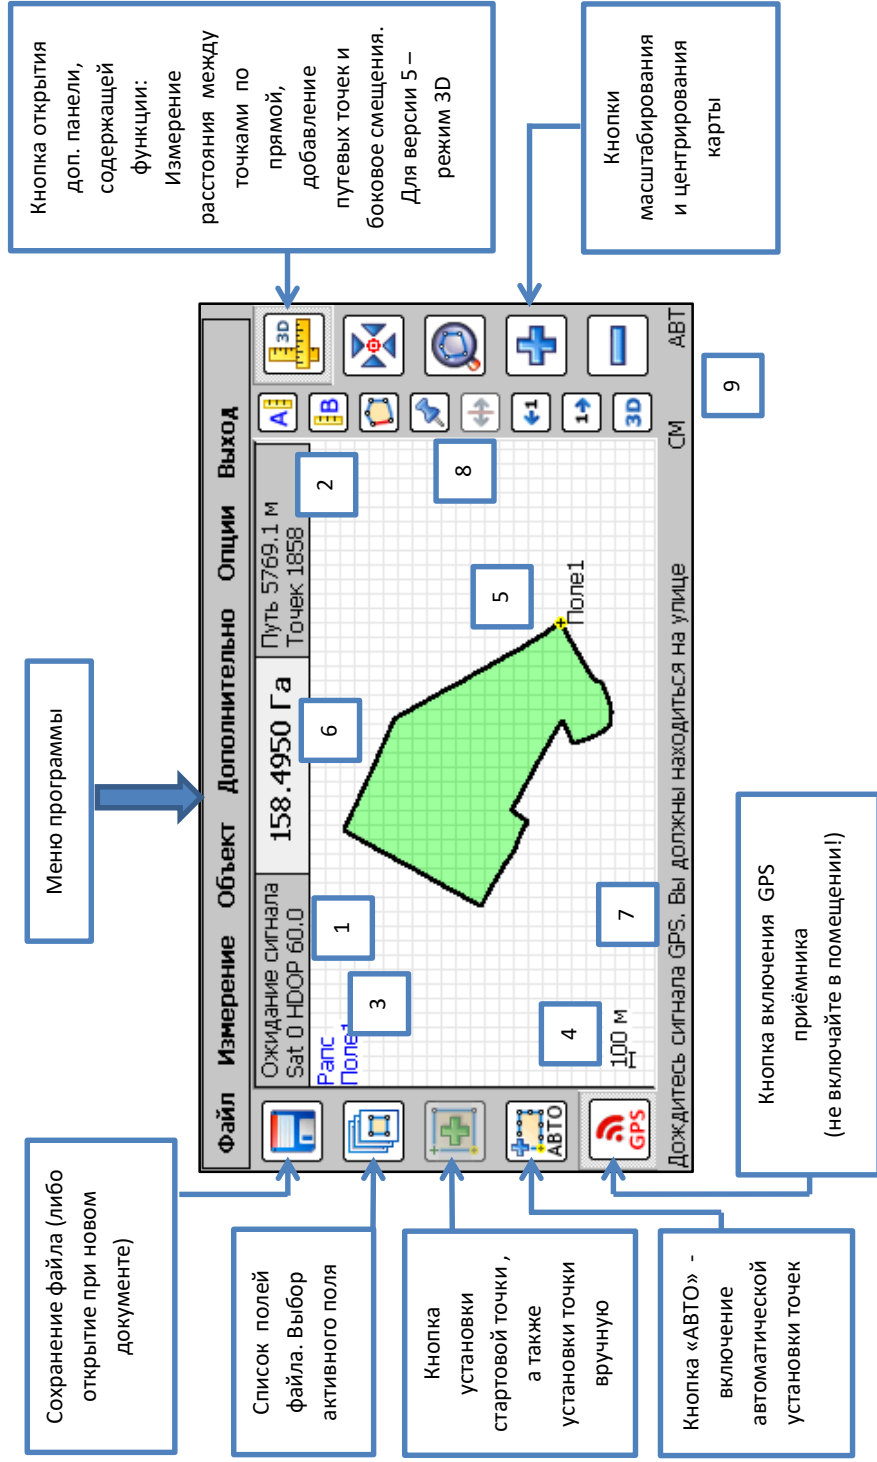 Меню программы
Сохранение файла (либо
открытие при новом
документе)
Список полей
файла. Выбор
активного поля
Кнопка
установки
стартовой точки ,
а также
установки точки
вручную
Кнопка «АВТО» -
включение
автоматической
установки точек
Файл Измерение Объект Дополнительно Опции Выход
Ожидание сигнала
Sat 0 HDOP 60.0
158.4950 Га
Путь 5769.1 м
Точек 1858
Рапс
Поле1
1
2
3
4
5
6
7
8
9
Поле1
100 м
АВТО
GPS
A
B
1
1
3D
3D
Дождитесь сигнала GPS. Вы должны находиться на улице
СМ
АВТ
Кнопка открытия
доп. панели,
содержащей
функции:
Измерение
расстояния между
точками по
прямой,
добавление
путевых точек и
боковое смещение.
Для версии 5 –
режим 3D
Кнопки
масштабирования
и центрирования
карты
Кнопка включения GPS
приёмника
(не включайте в помещении!)